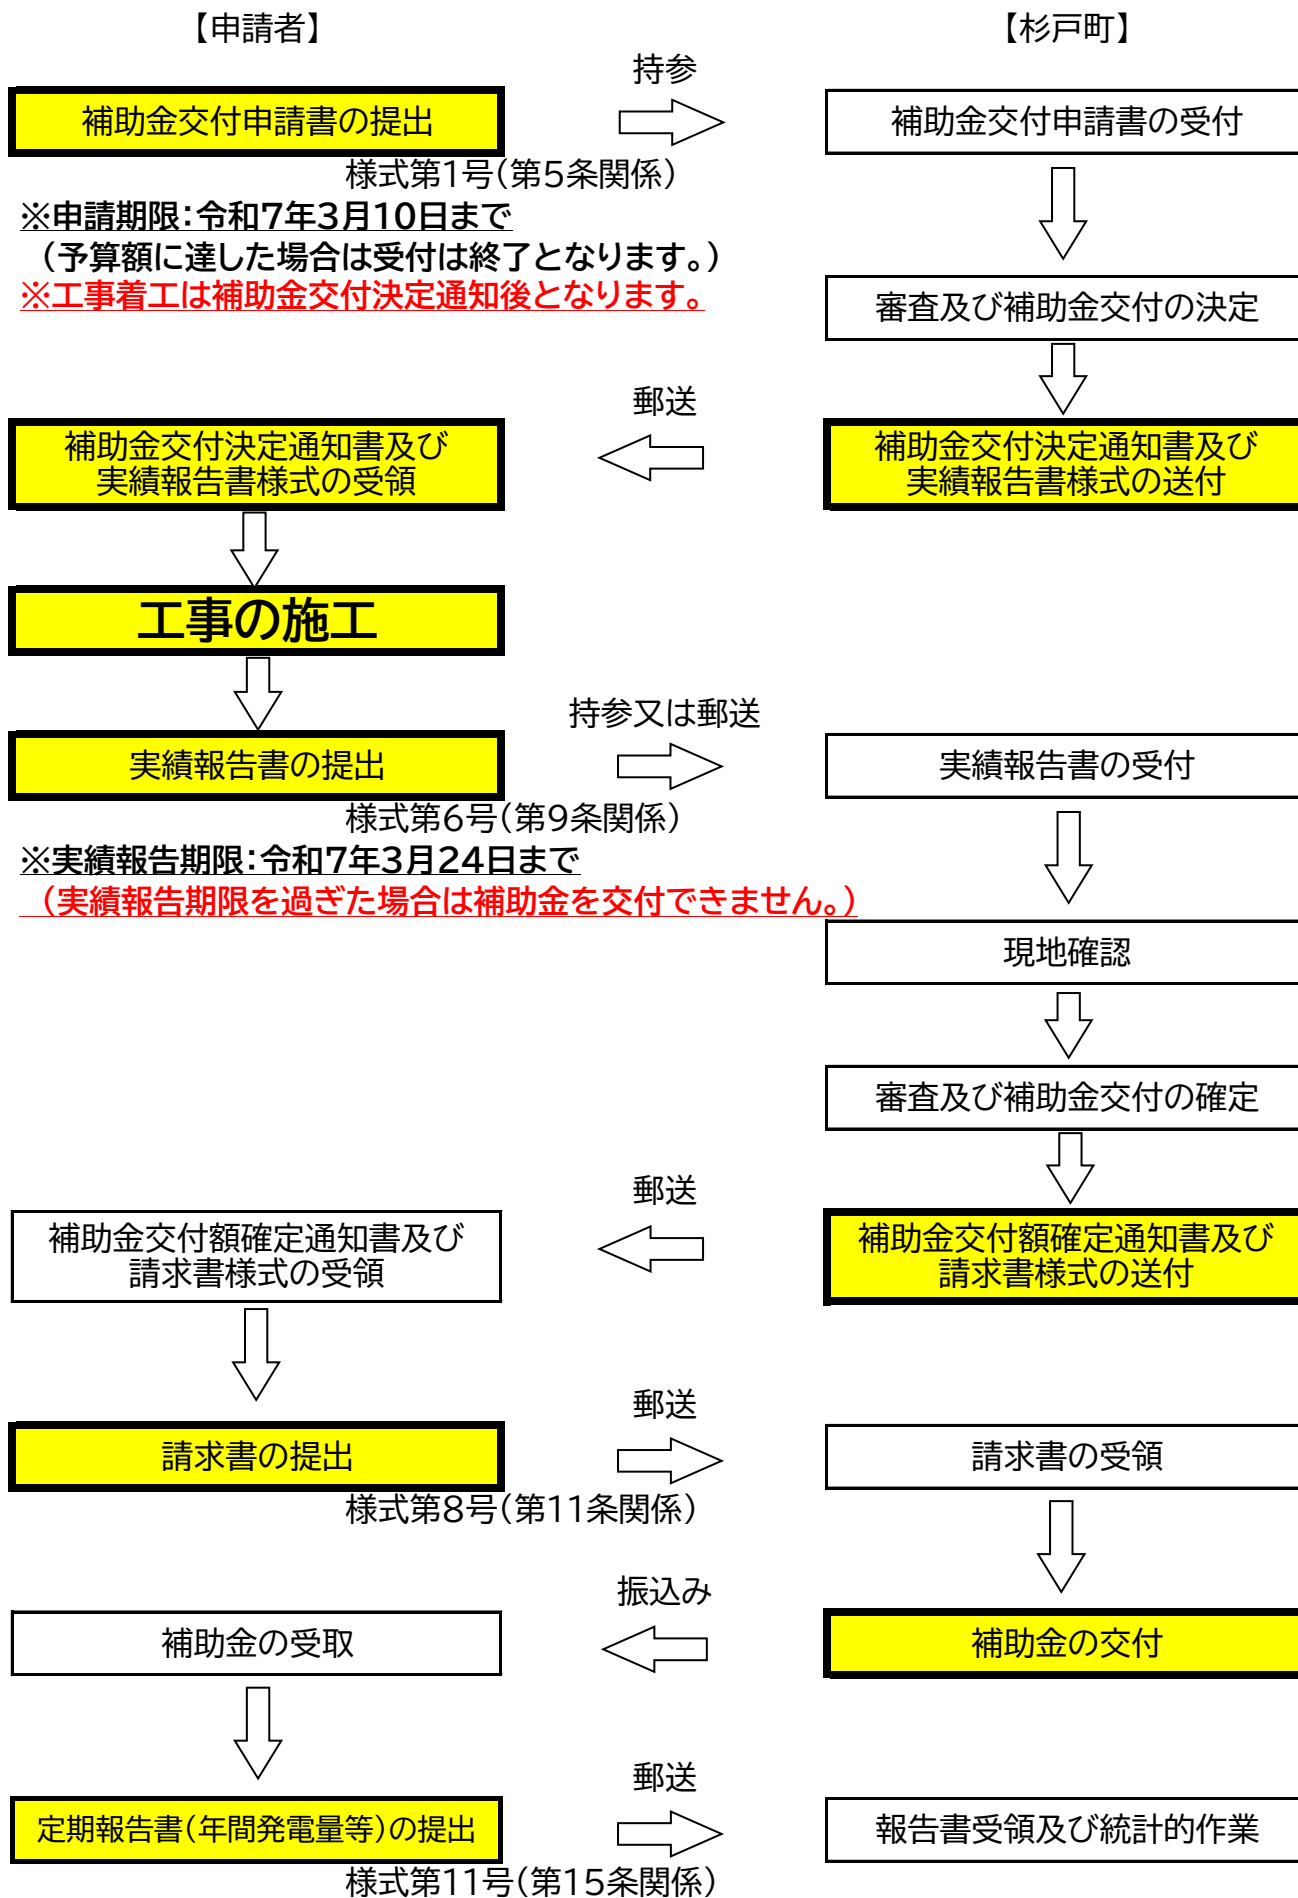 【申請者】
【杉戸町】
持参
補助金交付申請書の提出
補助金交付申請書の受付
様式第1号(第5条関係)
※申請期限：令和7年3月10日まで
(予算額に達した場合は受付は終了となります。)
※工事着工は補助金交付決定通知後となります。
審査及び補助金交付の決定
郵送
補助金交付決定通知書及び
実績報告書様式の受領
補助金交付決定通知書及び
実績報告書様式の送付
工事の施工
持参又は郵送
実績報告書の提出
実績報告書の受付
様式第6号(第9条関係)
※実績報告期限：令和7年3月24日まで
(実績報告期限を過ぎた場合は補助金を交付できません。)
現地確認
審査及び補助金交付の確定
郵送
補助金交付額確定通知書及び
請求書様式の受領
補助金交付額確定通知書及び
請求書様式の送付
郵送
請求書の提出
請求書の受領
様式第8号(第11条関係)
振込み
補助金の受取
補助金の交付
郵送
定期報告書(年間発電量等)の提出
報告書受領及び統計的作業
様式第11号(第15条関係)